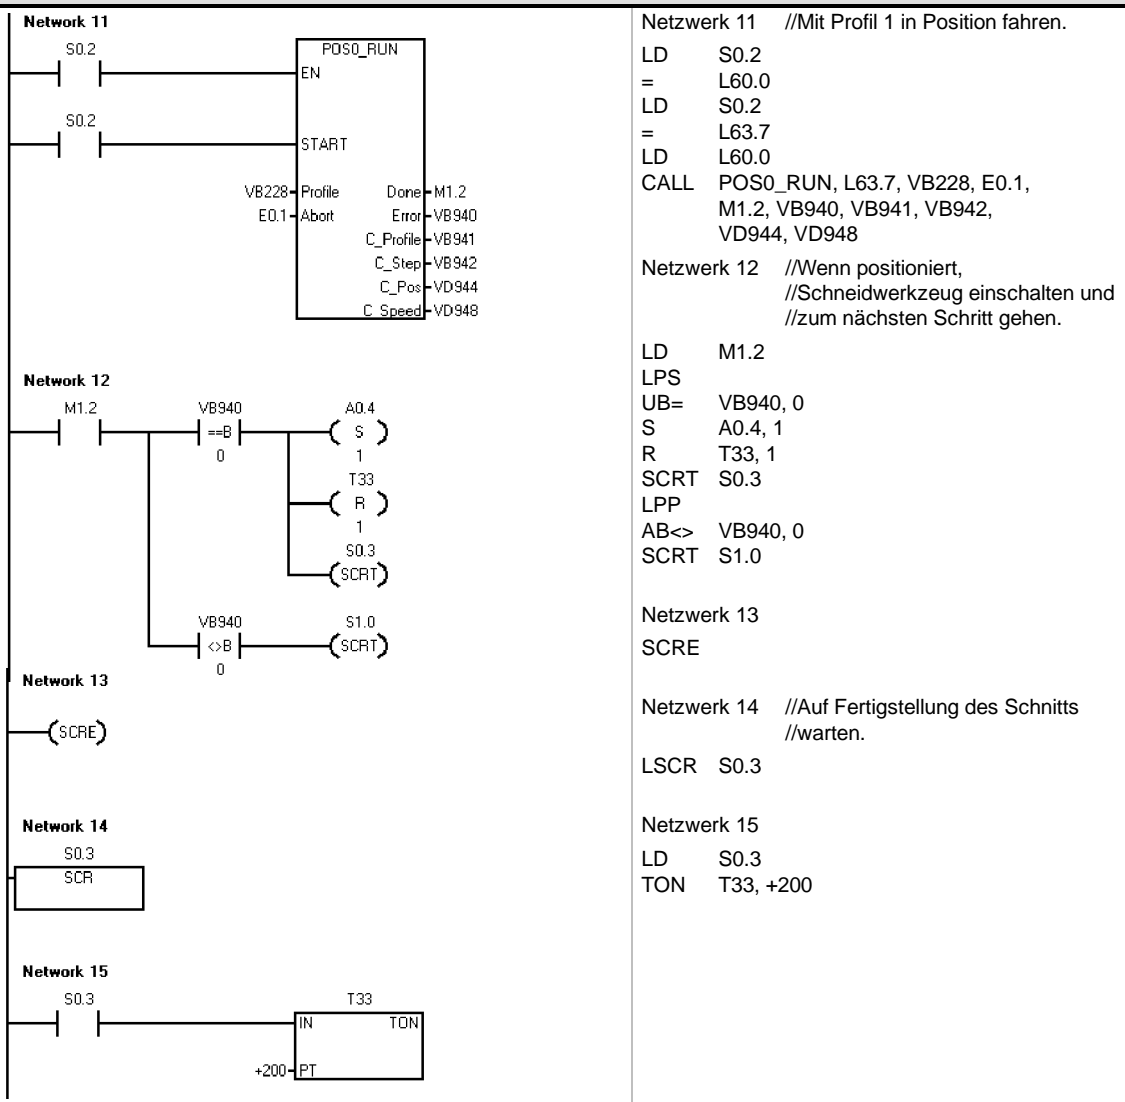 Network 11
S0.2
POS0_RUN
EN
S0.2
START
VB228 Profile Done M1.2
E0.1 Abort Error VB940
C_Profile VB941
C_Step VB942
C_Pos VD944
C_Speed VD948
Network 12
M1.2 VB940 A0.4
==B S
0 1
T33
R
1
S0.3
SCRT
VB940 S1.0
<>B SCRT
0
Network 13
SCRE
Network 14
S0.3
SCR
Network 15
S0.3 T33
IN TON
+200 PT
Netzwerk 11 //Mit Profil 1 in Position fahren.
LD S0.2
= L60.0
LD S0.2
= L63.7
LD L60.0
CALL POS0_RUN, L63.7, VB228, E0.1,
M1.2, VB940, VB941, VB942,
VD944, VD948
Netzwerk 12 //Wenn positioniert,
//Schneidwerkzeug einschalten und
//zum nächsten Schritt gehen.
LD M1.2
LPS
UB= VB940, 0
S A0.4, 1
R T33, 1
SCRT S0.3
LPP
AB<> VB940, 0
SCRT S1.0
Netzwerk 13
SCRE
Netzwerk 14 //Auf Fertigstellung des Schnitts
//warten.
LSCR S0.3
Netzwerk 15
LD S0.3
TON T33, +200